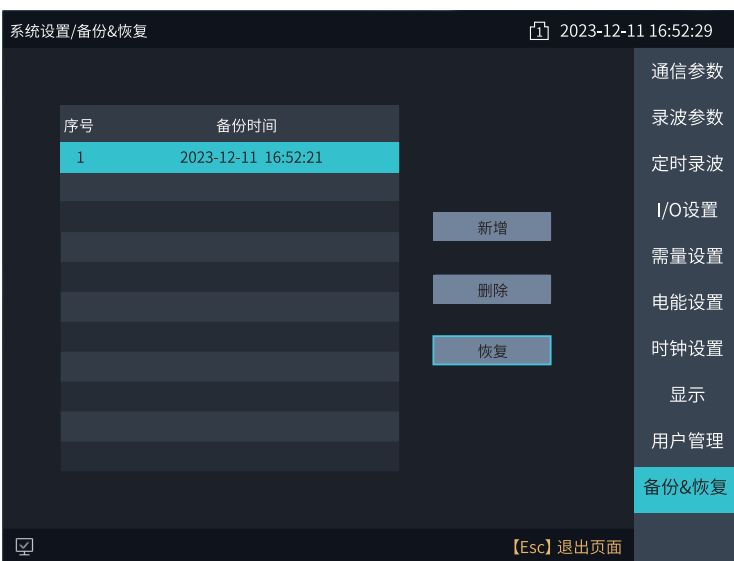 系统设置/备份&恢复
1 2023-12-11 16:52:29
通信参数
录波参数
定时录波
I/O设置
需量设置
电能设置
时钟设置
显示
用户管理
备份&恢复
序号 备份时间
1 2023-12-11 16:52:21
新增
删除
恢复
【Esc】退出页面